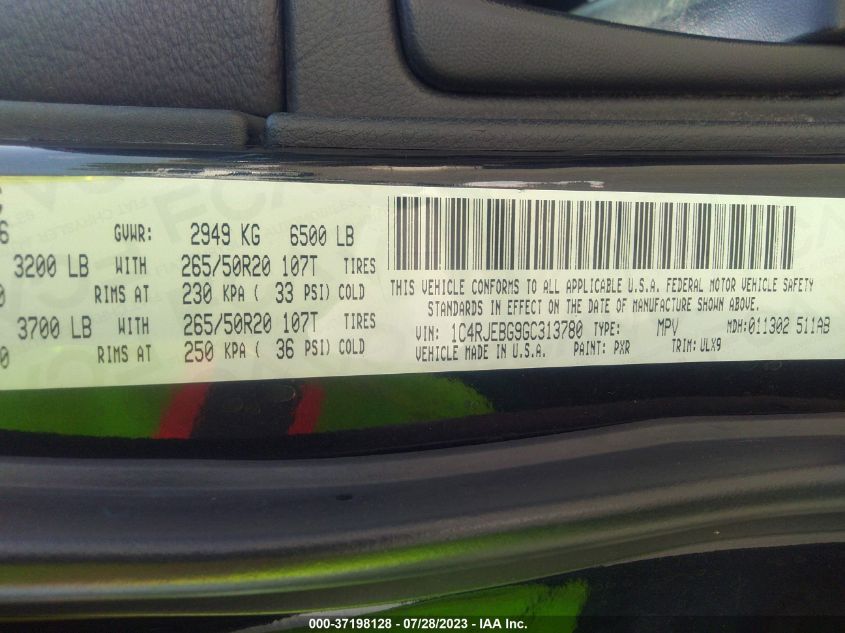 GVWR: 2949 KG 6500 LB
3200 LB WITH 265/50R20 107T TIRES
RIMS AT 230 KPA ( 33 PSI) COLD
3700 LB WITH 265/50R20 107T TIRES
RIMS AT 250 KPA ( 36 PSI) COLD
THIS VEHICLE CONFORMS TO ALL APPLICABLE U.S.A. FEDERAL MOTOR VEHICLE SAFETY
STANDARDS IN EFFECT ON THE DATE OF MANUFACTURE SHOWN ABOVE.
VIN: 1C4RJEBG9GC313780 TYPE: MPV MDH:011302 511AB
VEHICLE MADE IN U.S.A. PAINT: PXR TRIM: ULX9
000-37198128 - 07/28/2023 - IAA Inc.